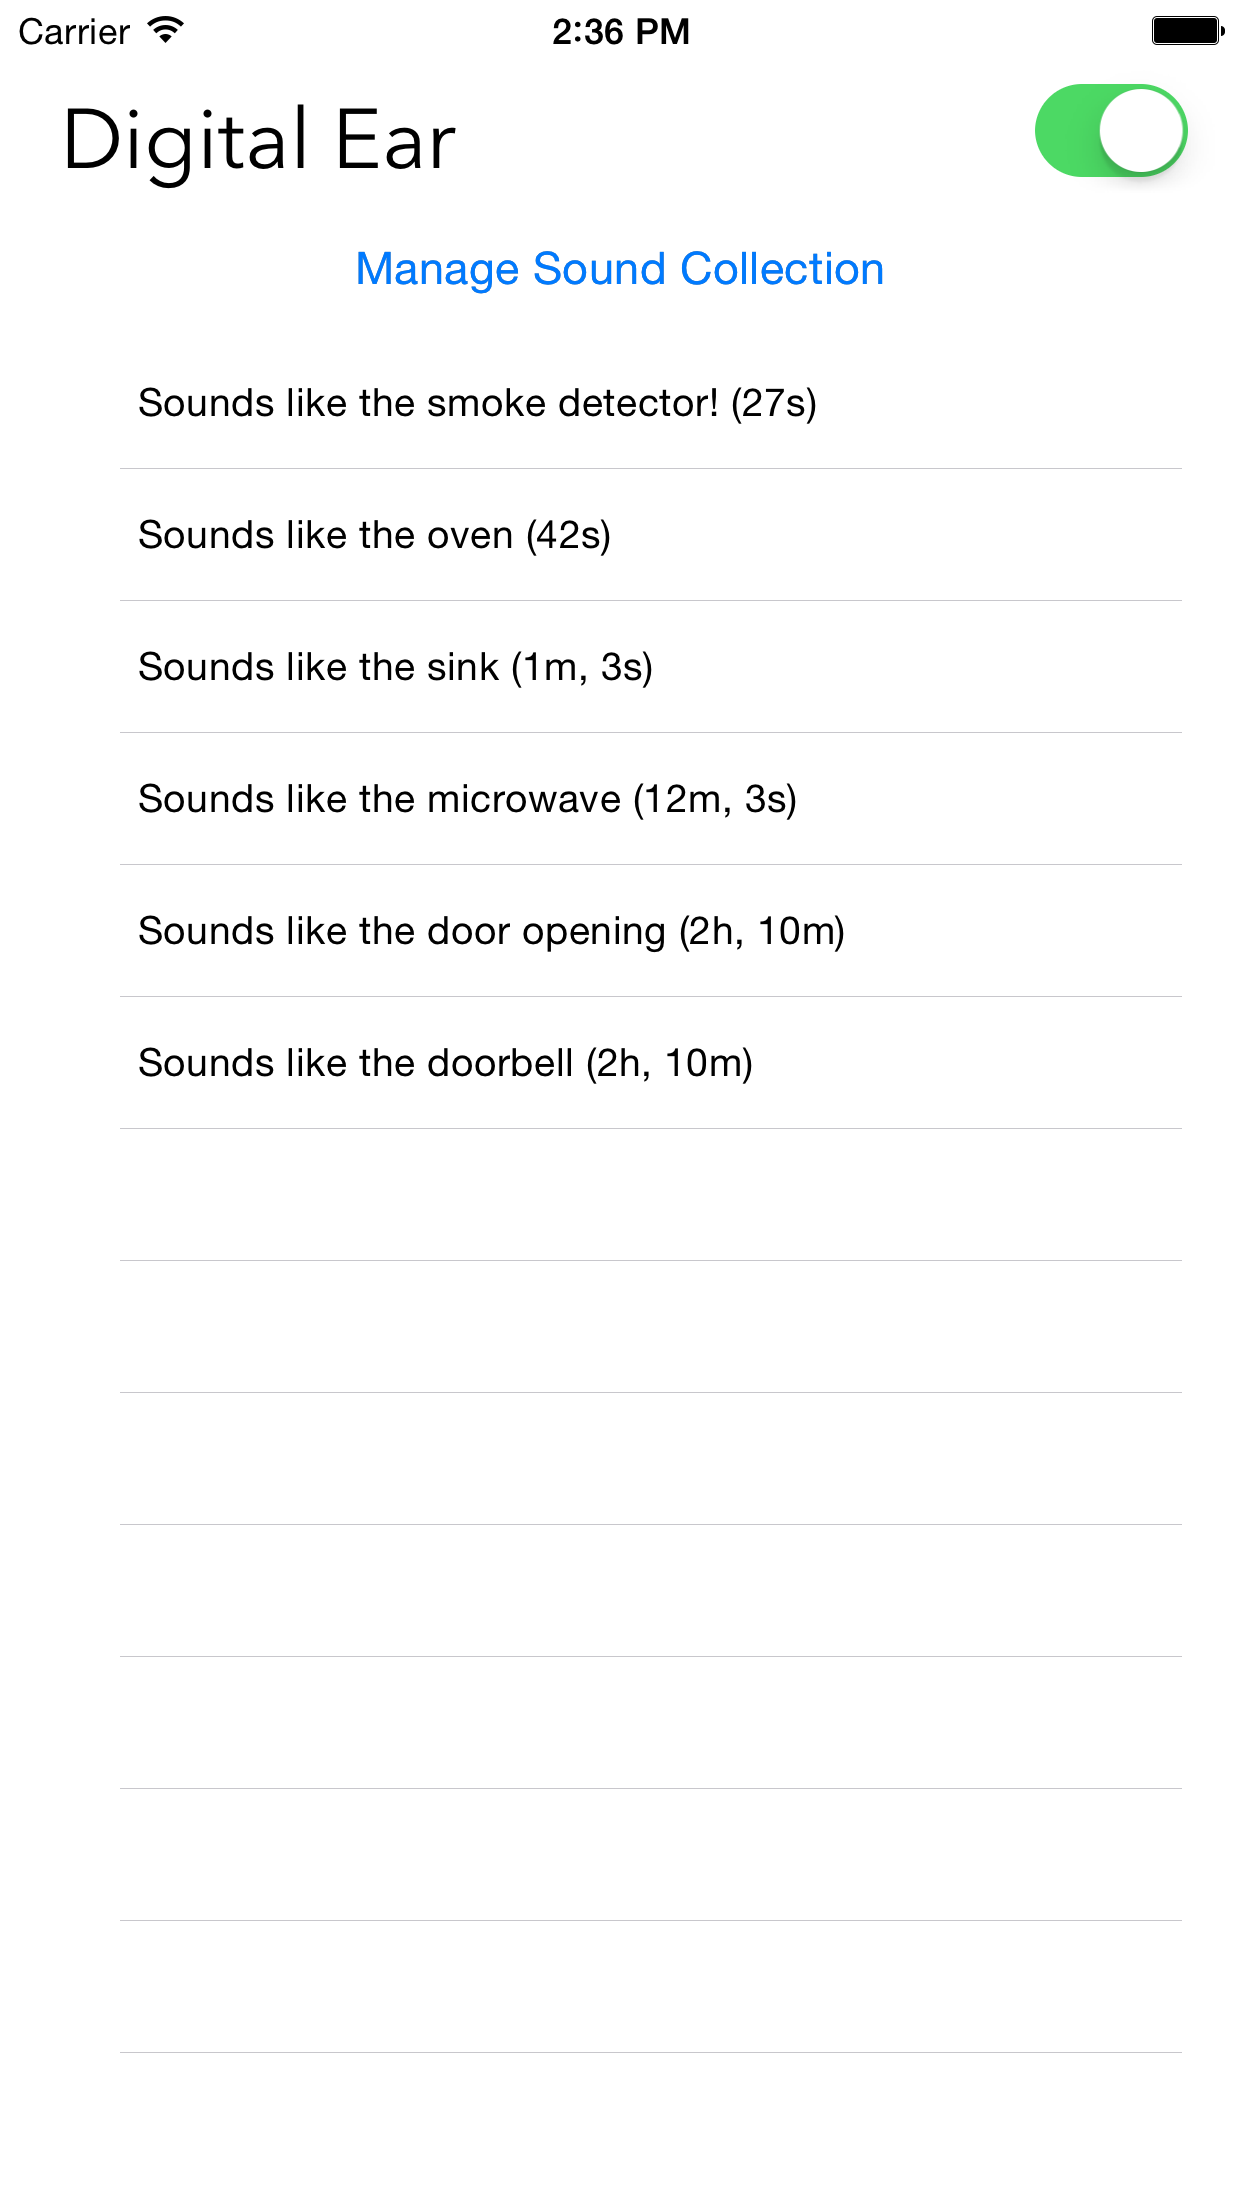 Carrier 2:36 PM
Digital Ear
Manage Sound Collection
Sounds like the smoke detector! (27s)
Sounds like the oven (42s)
Sounds like the sink (1m, 3s)
Sounds like the microwave (12m, 3s)
Sounds like the door opening (2h, 10m)
Sounds like the doorbell (2h, 10m)